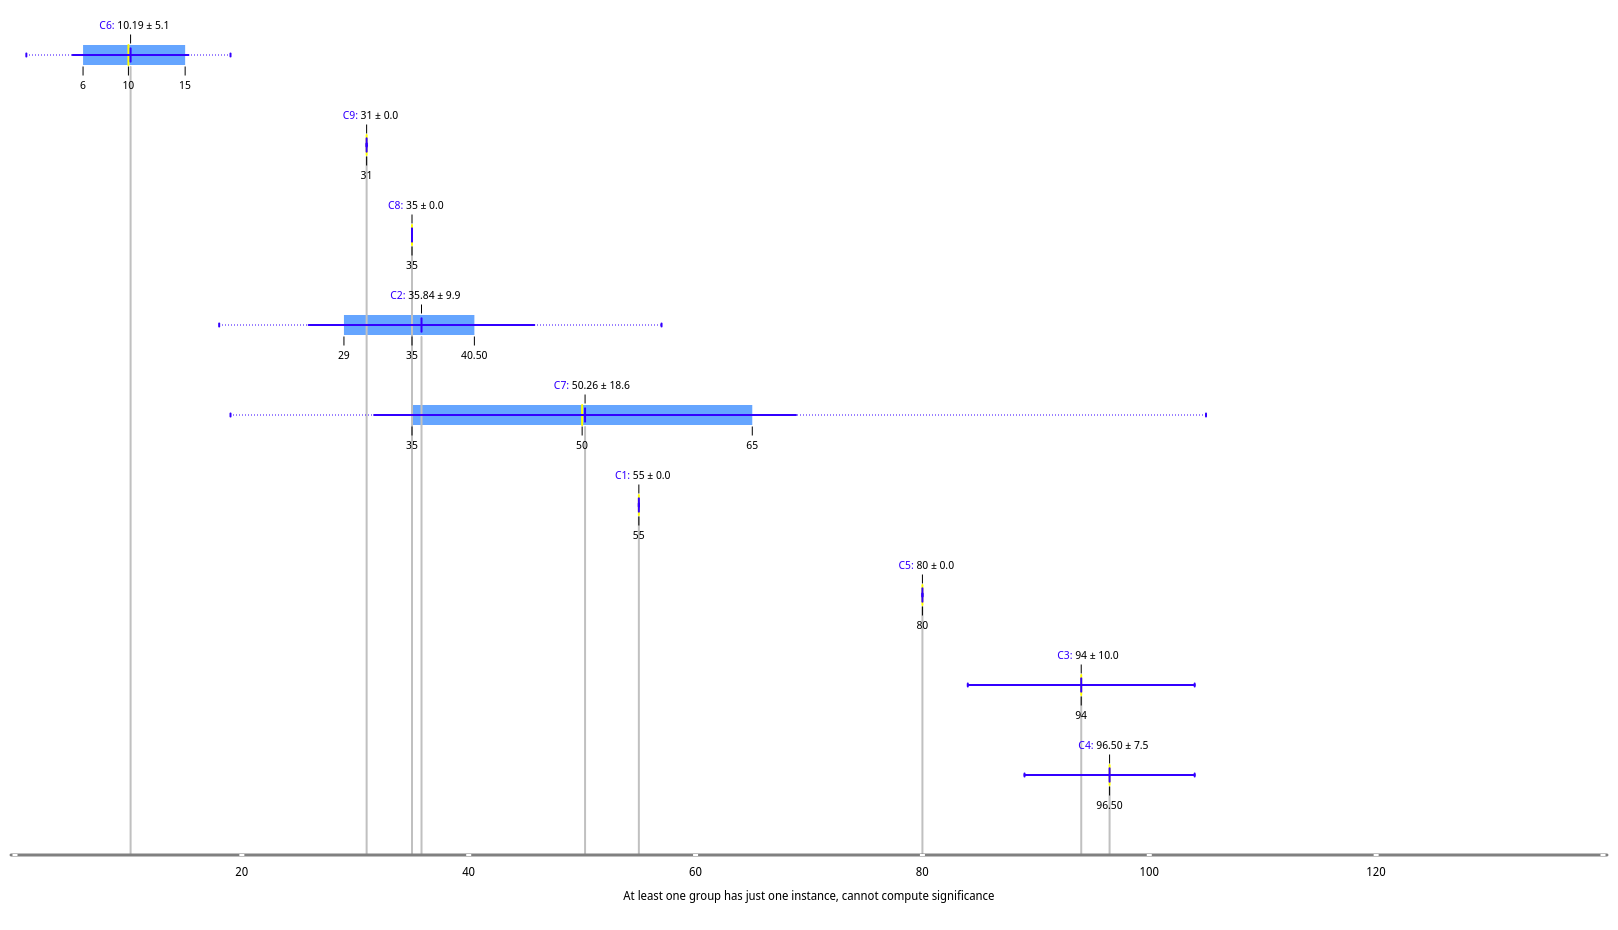 C6: 10.19 ± 5.1
6 10 15
C9: 31 ± 0.0
31
C8: 35 ± 0.0
35
C2: 35.84 ± 9.9
29 35 40.50
C7: 50.26 ± 18.6
35 50 65
C1: 55 ± 0.0
55
C5: 80 ± 0.0
80
C3: 94 ± 10.0
94
C4: 96.50 ± 7.5
96.50
20 40 60 80 100 120
At least one group has just one instance, cannot compute significance